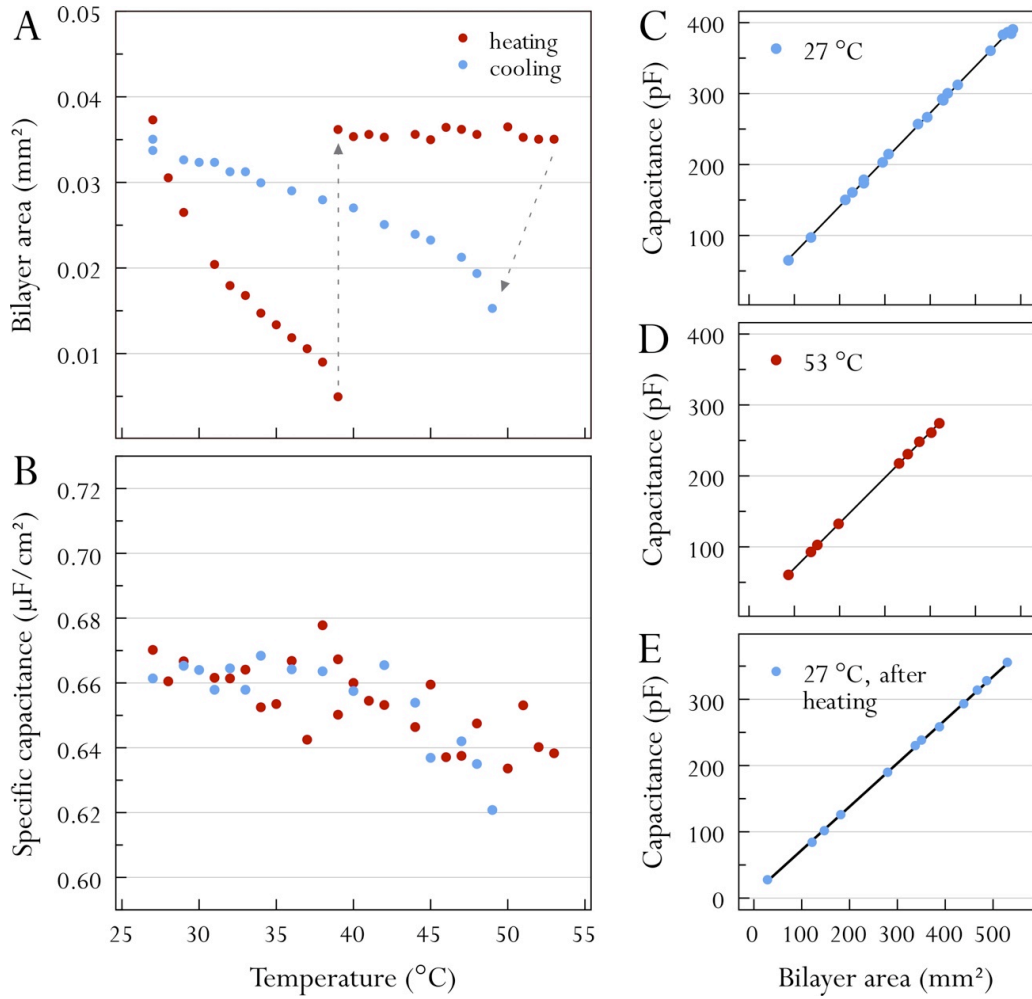 A
0.05
0.04
0.03
0.02
0.01
Bilayer area (mm²)
heating
cooling
B
0.72
0.70
0.68
0.66
0.64
0.62
0.60
Specific capacitance (µF/cm²)
25 30 35 40 45 50 55
Temperature (°C)
C
400
300
200
100
Capacitance (pF)
27 °C
D
400
300
200
100
Capacitance (pF)
53 °C
E
300
200
100
0
Capacitance (pF)
27 °C, after
heating
0 100 200 300 400 500
Bilayer area (mm²)